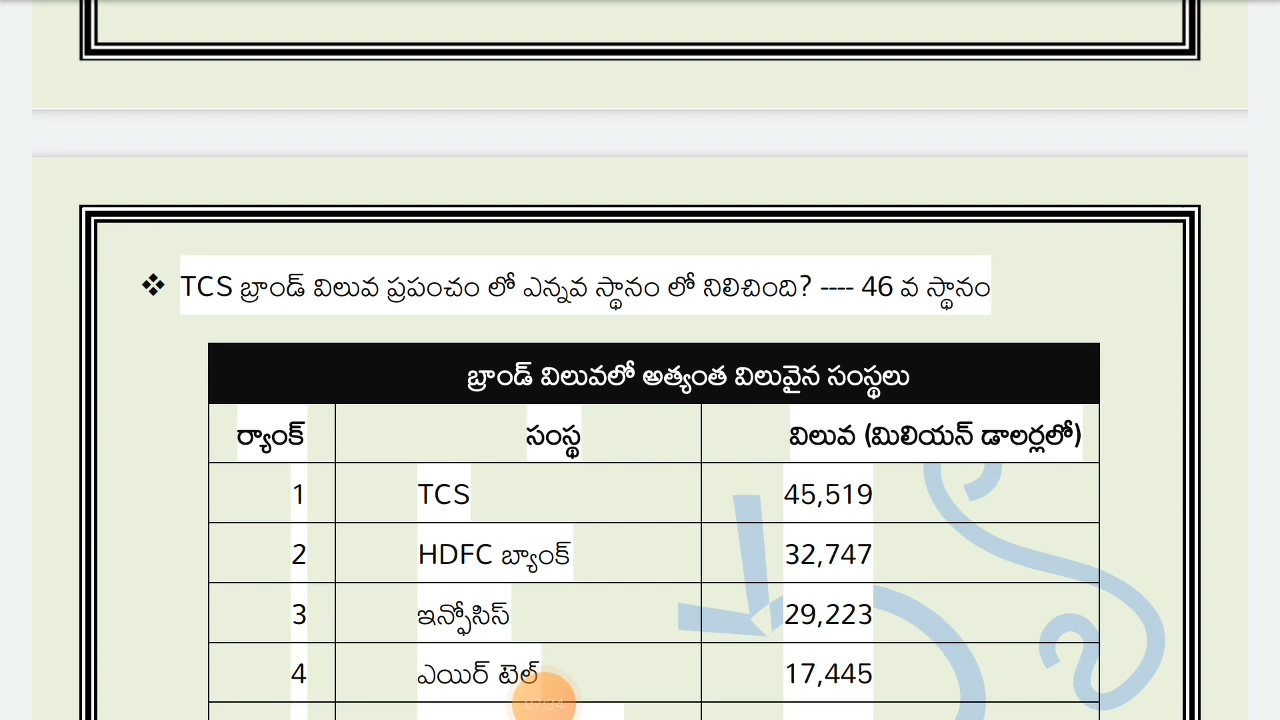 ❖ TCS బ్రాండ్ విలువ ప్రపంచం లో ఎన్నవ స్థానం లో నిలిచింది? ---- 46 వ స్థానం
బ్రాండ్ విలువలో అత్యంత విలువైన సంస్థలు
ర్యాంక్ సంస్థ విలువ (మిలియన్ డాలర్లలో)
1 TCS 45,519
2 HDFC బ్యాంక్ 32,747
3 ఇన్ఫోసిస్ 29,223
4 ఎయిర్ టెల్ 17,445